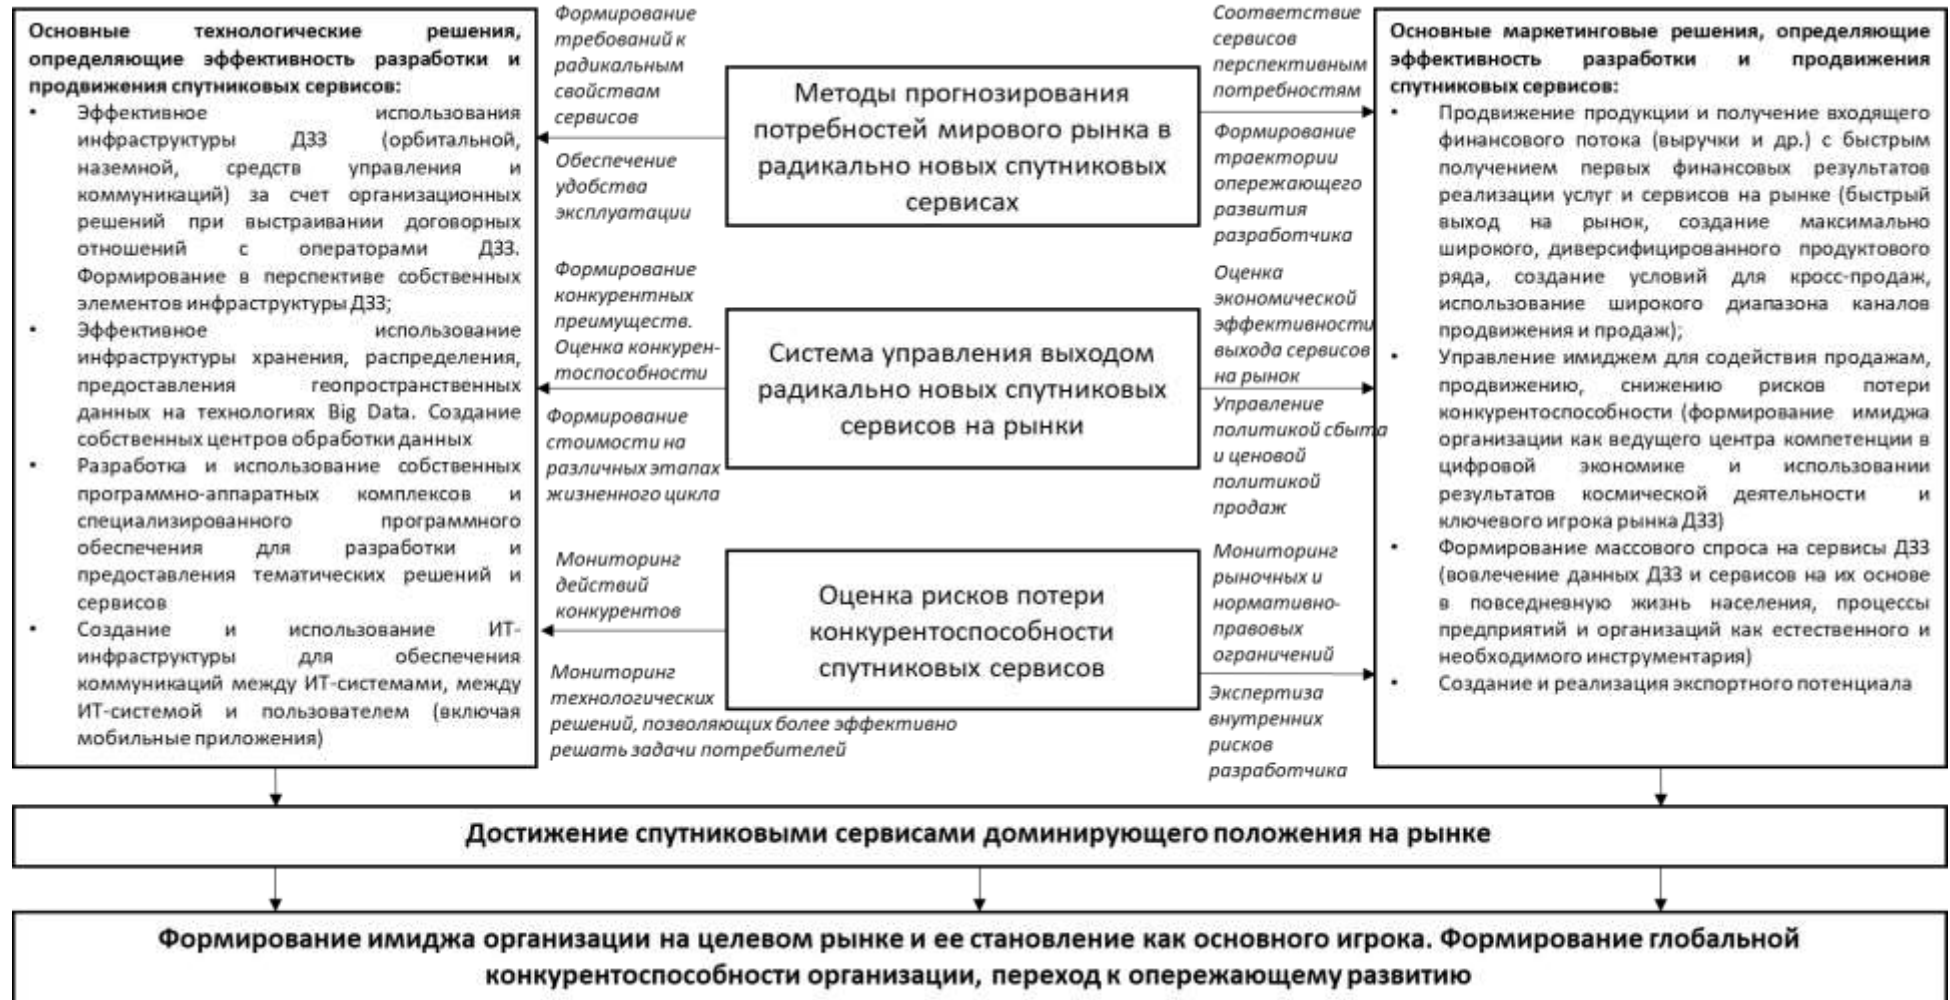 Основные технологические решения,
определяющие эффективность разработки и
продвижения спутниковых сервисов:
• Эффективное использования
инфраструктуры ДЗЗ (орбитальной,
наземной, средств управления и
коммуникаций) за счет организационных
решений при выстраивании договорных
отношений с операторами ДЗЗ.
Формирование в перспективе собственных
элементов инфраструктуры ДЗЗ;
• Эффективное использование
инфраструктуры хранения, распределения,
предоставления геопространственных
данных на технологиях Big Data. Создание
собственных центров обработки данных
• Разработка и использование собственных
программно-аппаратных комплексов и
специализированного программного
обеспечения для разработки и
предоставления тематических решений и
сервисов
• Создание и использование ИТ-
инфраструктуры для обеспечения
коммуникаций между ИТ-системами, между
ИТ-системой и пользователем (включая
мобильные приложения)
Формирование
требований к
радикальным
свойствам
сервисов
Обеспечение
удобства
эксплуатации
Формирование
конкурентных
преимуществ.
Оценка конкурен-
тоспособности
Формирование
стоимости на
различных этапах
жизненного цикла
Мониторинг
действий
конкурентов
Мониторинг
технологических
решений, позволяющих более эффективно
решать задачи потребителей
Методы прогнозирования
потребностей мирового рынка в
радикально новых спутниковых
сервисах
Система управления выходом
радикально новых спутниковых
сервисов на рынки
Оценка рисков потери
конкурентоспособности
спутниковых сервисов
Соответствие
сервисов
перспективным
потребностям
Формирование
траектории
опережающего
развития
разработчика
Оценка
экономической
эффективности
выхода сервисов
на рынок
Управление
политикой сбыта
и ценовой
политикой
продаж
Мониторинг
рыночных и
нормативно-
правовых
ограничений
Экспертиза
внутренних
рисков
разработчика
Основные маркетинговые решения, определяющие
эффективность разработки и продвижения
спутниковых сервисов:
• Продвижение продукции и получение входящего
финансового потока (выручки и др.) с быстрым
получением первых финансовых результатов
реализации услуг и сервисов на рынке (быстрый
выход на рынок, создание максимально
широкого, диверсифицированного продуктового
ряда, создание условий для кросс-продаж,
использование широкого диапазона каналов
продвижения и продаж);
• Управление имиджем для содействия продажам,
продвижению, снижению рисков потери
конкурентоспособности (формирование имиджа
организации как ведущего центра компетенции в
цифровой экономике и использовании
результатов космической деятельности и
ключевого игрока рынка ДЗЗ)
• Формирование массового спроса на сервисы ДЗЗ
(вовлечение данных ДЗЗ и сервисов на их основе
в повседневную жизнь населения, процессы
предприятий и организаций как естественного и
необходимого инструментария)
• Создание и реализация экспортного потенциала
Достижение спутниковыми сервисами доминирующего положения на рынке
Формирование имиджа организации на целевом рынке и ее становление как основного игрока. Формирование глобальной
конкурентоспособности организации, переход к опережающему развитию